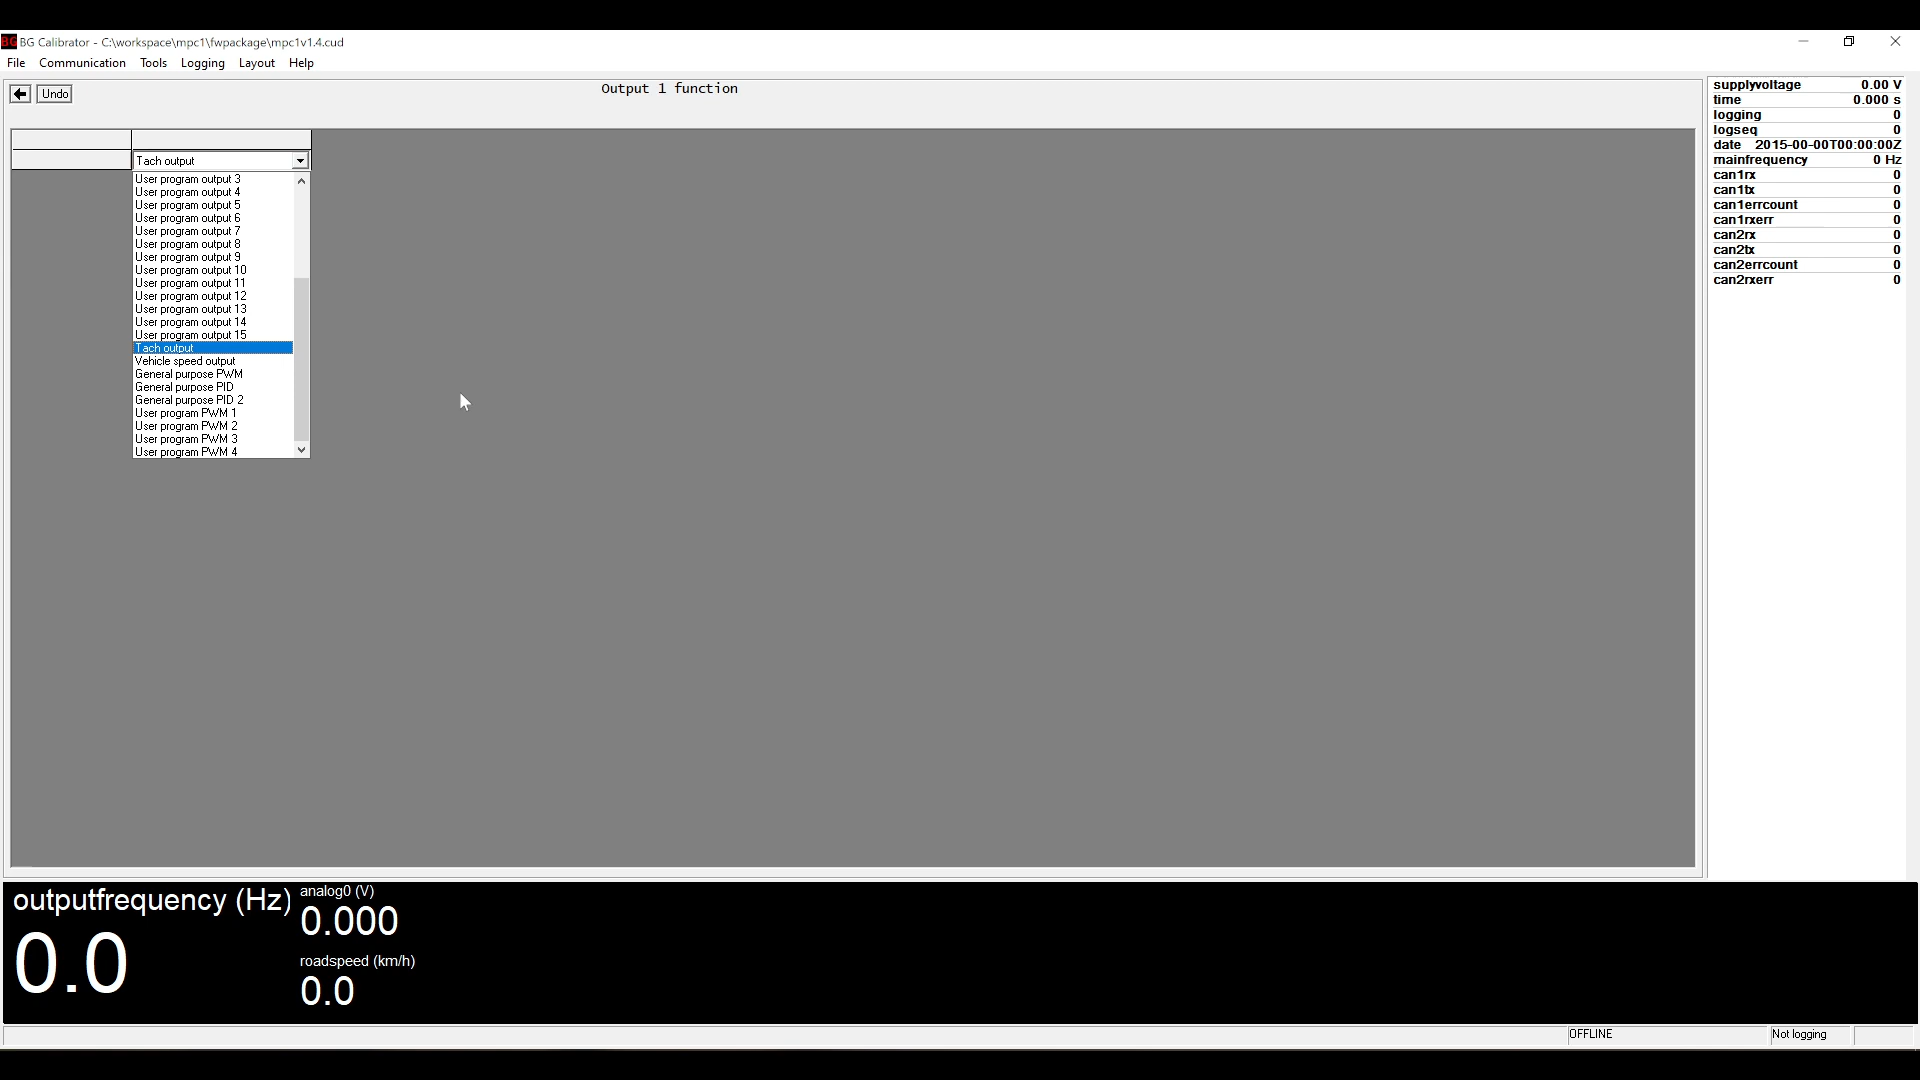 BG BG Calibrator - C:\workspace\mpc1\fwpackage\mpc1v1.4.cud
File Communication Tools Logging Layout Help
Undo
Output 1 function
Tach output
User program output 3
User program output 4
User program output 5
User program output 6
User program output 7
User program output 8
User program output 9
User program output 10
User program output 11
User program output 12
User program output 13
User program output 14
User program output 15
Tach output
Vehicle speed output
General purpose PWM
General purpose PID
General purpose PID 2
User program PWM 1
User program PWM 2
User program PWM 3
User program PWM 4
supplyvoltage 0.00 V
time 0.000 s
logging 0
logseq 0
date 2015-00-00T00:00:00Z
mainfrequency 0 Hz
can1rx 0
can1tx 0
can1errcount 0
can1rxerr 0
can2rx 0
can2tx 0
can2errcount 0
can2rxerr 0
outputfrequency (Hz)
0.0
analog0 (V)
0.000
roadspeed (km/h)
0.0
OFFLINE
Not logging